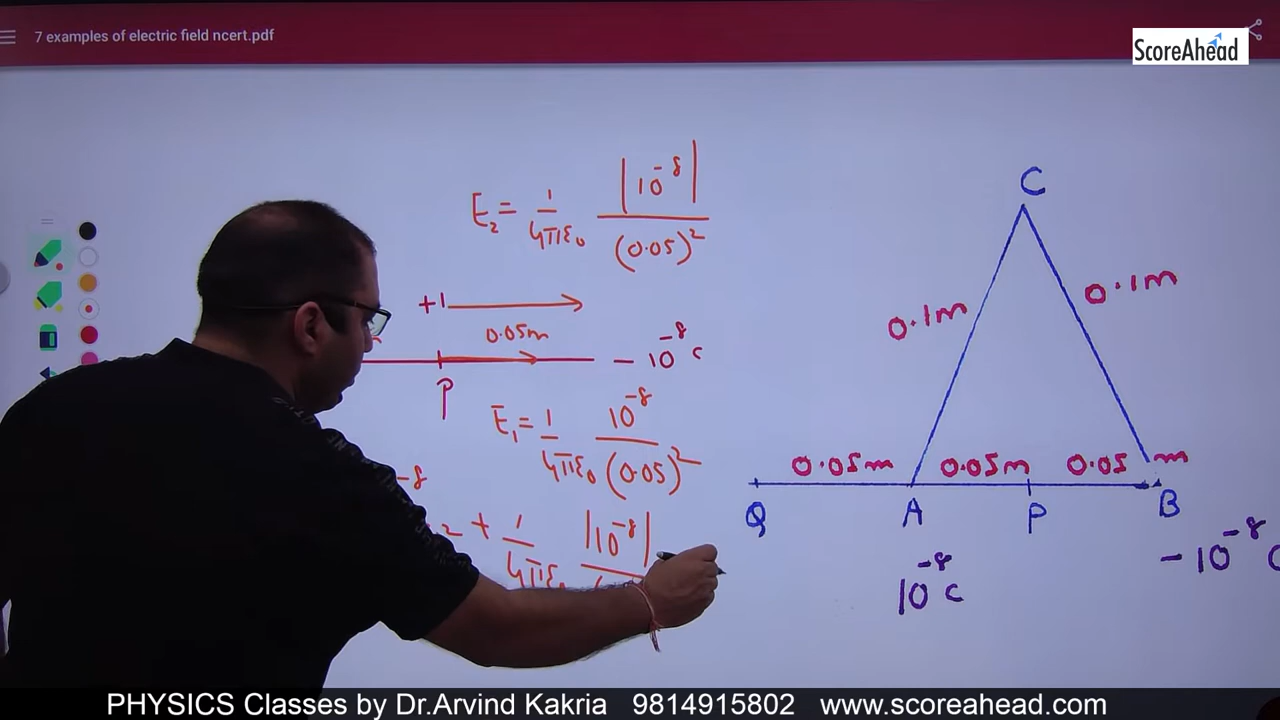 7 examples of electric field ncert.pdf
ScoreAhead
E₂ = 1/4πε₀ |10⁻⁸|/(0.05)²
+1
0.05m
P
- 10⁻⁸ c
E₁ = 1/4πε₀ 10⁻⁸/(0.05)²
-8
2 + 1/4πε₀ |10⁻⁸|
C
0.1m
0.1m
0.05m 0.05m 0.05 m
Q A P B
10⁻⁸ c
- 10⁻⁸ C
PHYSICS Classes by Dr.Arvind Kakria 9814915802 www.scoreahead.com